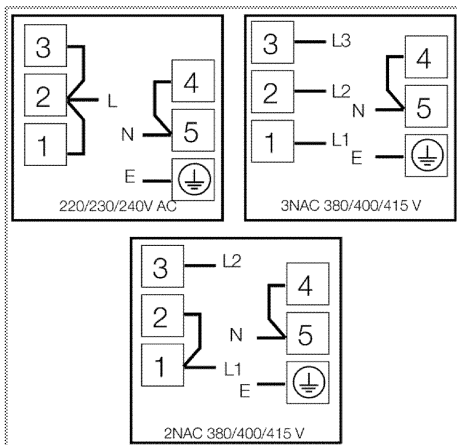 3
2 L
1
4
N 5
E
220/230/240V AC
3 L3
2 L2
1 L1
4
N 5
E
3NAC 380/400/415 V
3 L2
2
1 L1
4
N 5
E
2NAC 380/400/415 V